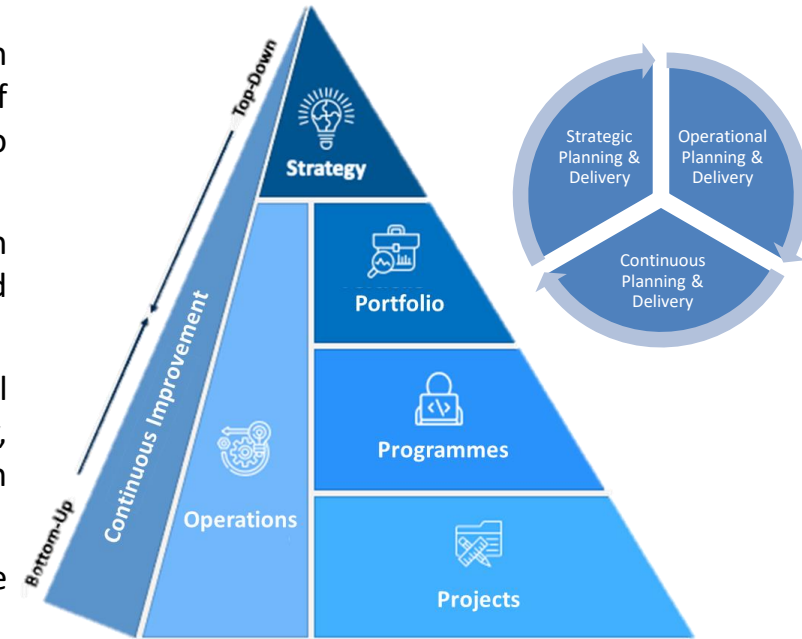 Top-Down
Strategy
Portfolio
Programmes
Projects
Operations
Continuous Improvement
Bottom-Up
Strategic
Planning &
Delivery
Operational
Planning &
Delivery
Continuous
Planning &
Delivery